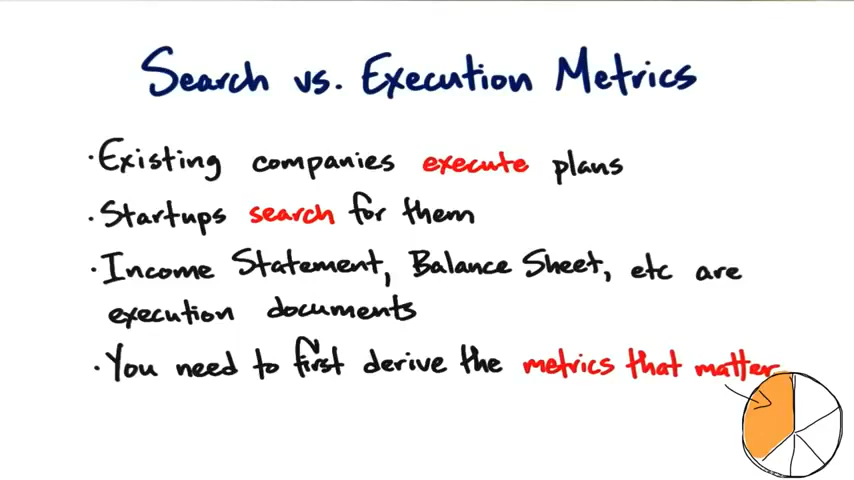 Search vs. Execution Metrics
· Existing companies execute plans
· Startups search for them
· Income Statement, Balance Sheet, etc are
execution documents
· You need to first derive the metrics that matter